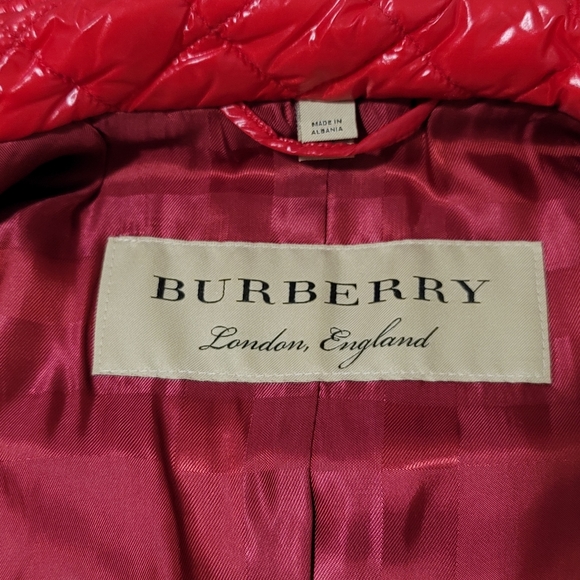 MADE IN
ALBANIA
BURBERRY
London, England